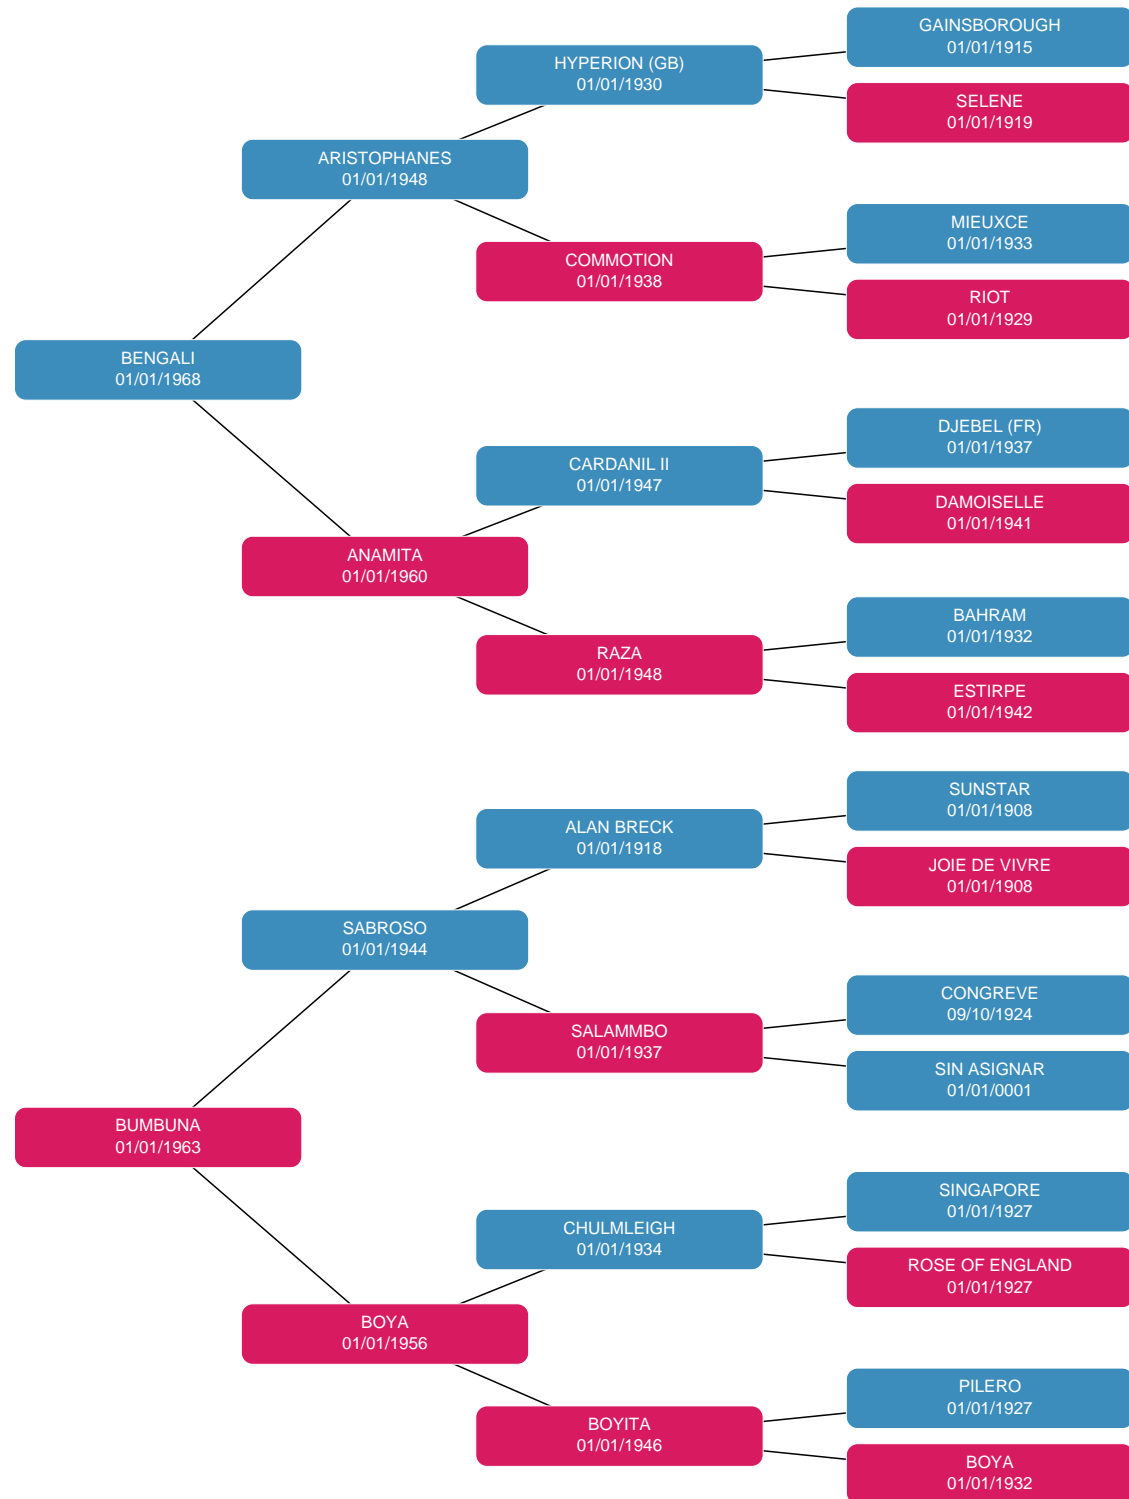 GAINSBOROUGH
01/01/1915
HYPERION (GB)
01/01/1930
SELENE
01/01/1919
ARISTOPHANES
01/01/1948
MIEUXCE
01/01/1933
COMMOTION
01/01/1938
RIOT
01/01/1929
BENGALI
01/01/1968
DJEBEL (FR)
01/01/1937
CARDANIL II
01/01/1947
DAMOISELLE
01/01/1941
ANAMITA
01/01/1960
BAHRAM
01/01/1932
RAZA
01/01/1948
ESTIRPE
01/01/1942
SUNSTAR
01/01/1908
ALAN BRECK
01/01/1918
JOIE DE VIVRE
01/01/1908
SABROSO
01/01/1944
CONGREVE
09/10/1924
SALAMMBO
01/01/1937
SIN ASIGNAR
01/01/0001
BUMBUNA
01/01/1963
SINGAPORE
01/01/1927
CHULMLEIGH
01/01/1934
ROSE OF ENGLAND
01/01/1927
BOYA
01/01/1956
PILERO
01/01/1927
BOYITA
01/01/1946
BOYA
01/01/1932